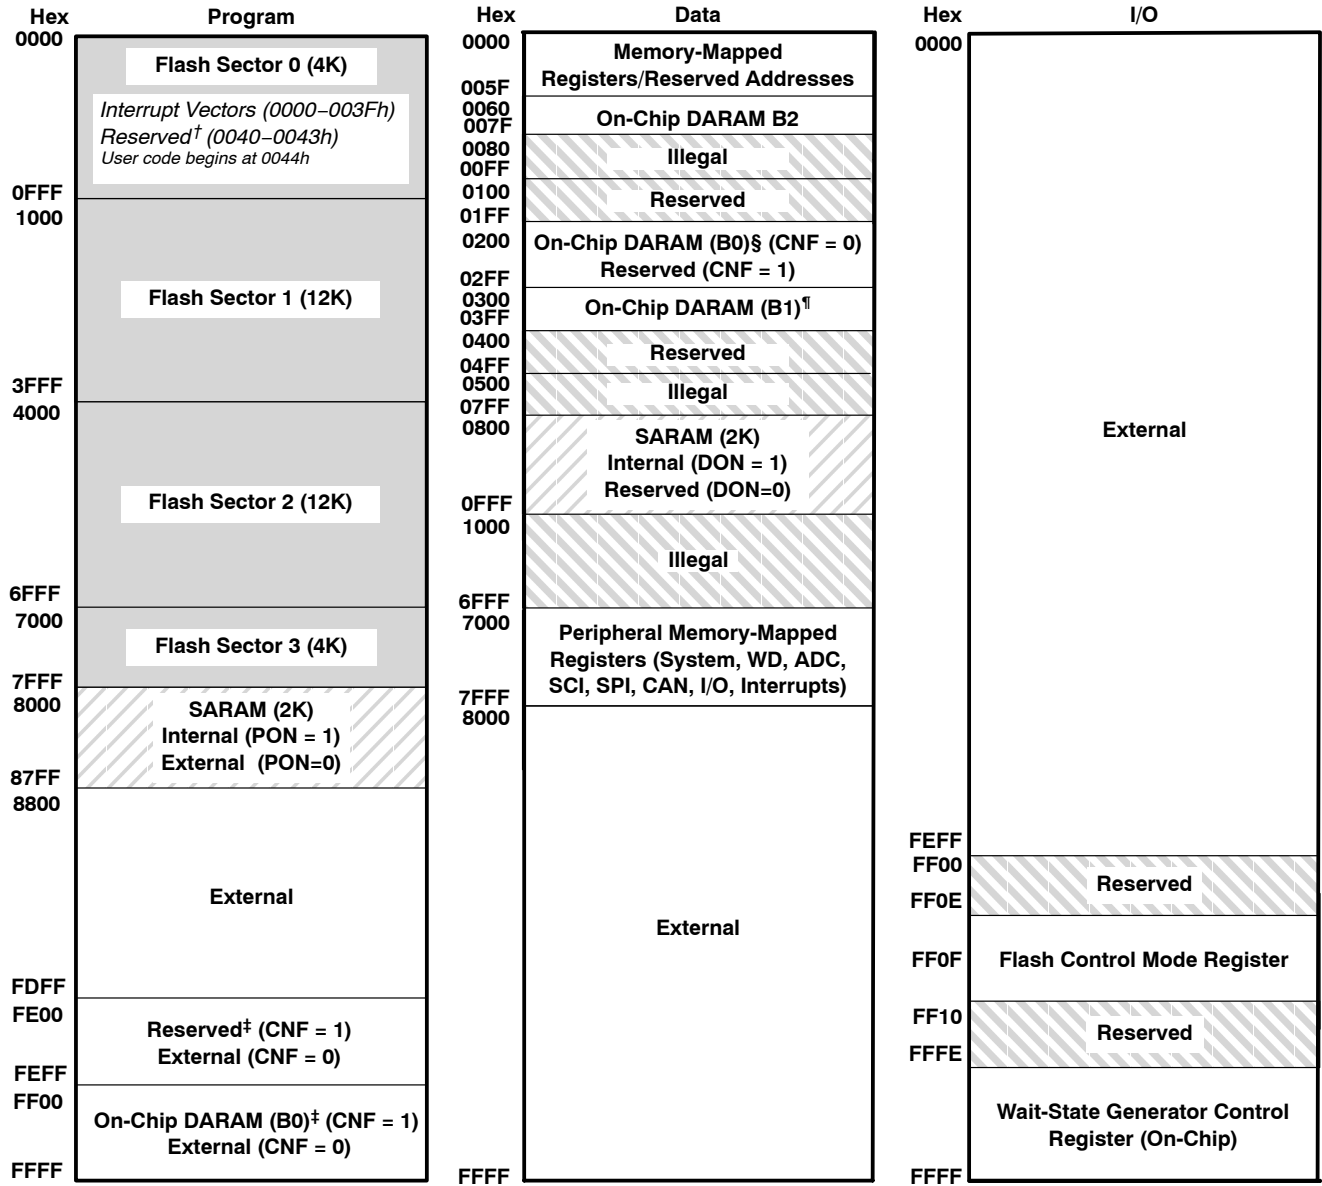 Hex Program
0000
Flash Sector 0 (4K)
Interrupt Vectors (0000−003Fh)
Reserved† (0040−0043h)
User code begins at 0044h
0FFF
1000
Flash Sector 1 (12K)
3FFF
4000
Flash Sector 2 (12K)
6FFF
7000
Flash Sector 3 (4K)
7FFF
8000
SARAM (2K)
Internal (PON = 1)
External (PON=0)
87FF
8800
External
FDFF
FE00
Reserved‡ (CNF = 1)
External (CNF = 0)
FEFF
FF00
On-Chip DARAM (B0)‡ (CNF = 1)
External (CNF = 0)
FFFF
Hex Data
0000
Memory-Mapped
Registers/Reserved Addresses
005F
0060
On-Chip DARAM B2
007F
0080
Illegal
00FF
0100
Reserved
01FF
0200
On-Chip DARAM (B0)§ (CNF = 0)
Reserved (CNF = 1)
02FF
0300
On-Chip DARAM (B1)¶
03FF
0400
Reserved
04FF
0500
Illegal
07FF
0800
SARAM (2K)
Internal (DON = 1)
Reserved (DON=0)
0FFF
1000
Illegal
6FFF
7000
Peripheral Memory-Mapped
Registers (System, WD, ADC,
SCI, SPI, CAN, I/O, Interrupts)
7FFF
8000
External
FFFF
Hex I/O
0000
External
FEFF
FF00
Reserved
FF0E
FF0F Flash Control Mode Register
FF10
Reserved
FFFE
Wait-State Generator Control
Register (On-Chip)
FFFF